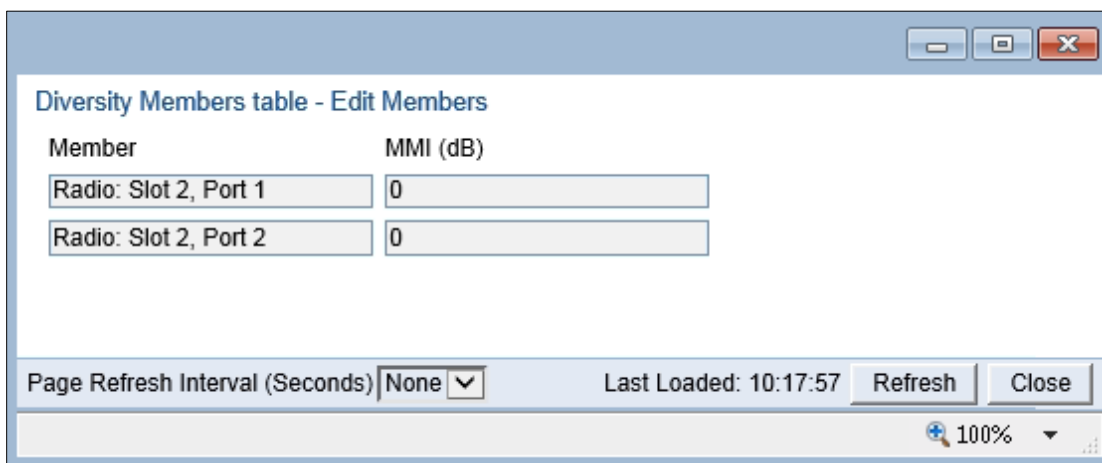 Diversity Members table - Edit Members
Member MMI (dB)
Radio: Slot 2, Port 1 0
Radio: Slot 2, Port 2 0
Page Refresh Interval (Seconds) None Last Loaded: 10:17:57 Refresh Close
100%